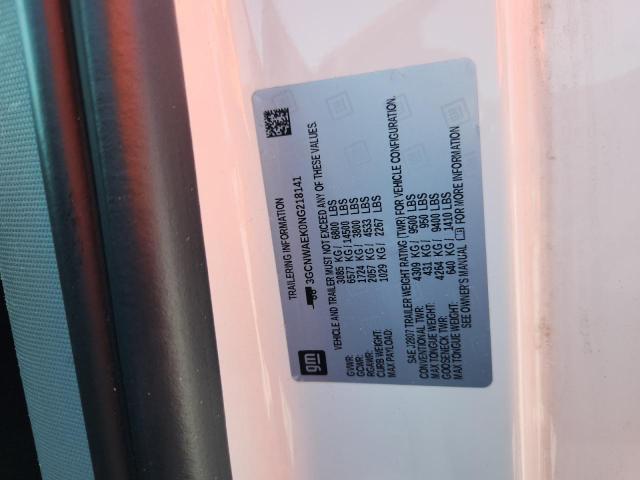 TRAILERING INFORMATION
3GCNWAEK0NG218141
gm
VEHICLE AND TRAILER MUST NOT EXCEED ANY OF THESE VALUES.
GVWR: 3085 KG/ 6800 LBS
GCWR: 6577 KG/ 14500 LBS
RGAWR: 1724 KG/ 3800 LBS
CURB WEIGHT: 2057 KG/ 4533 LBS
MAX PAYLOAD: 1029 KG/ 2267 LBS
SAE J2807 TRAILER WEIGHT RATING (TWR) FOR VEHICLE CONFIGURATION.
CONVENTIONAL TWR: 4309 KG/ 9500 LBS
MAX TONGUE WEIGHT: 431 KG/ 950 LBS
GOOSENECK TWR: 4264 KG/ 9400 LBS
MAX TONGUE WEIGHT: 640 KG/ 1410 LBS
SEE OWNER'S MANUAL FOR MORE INFORMATION